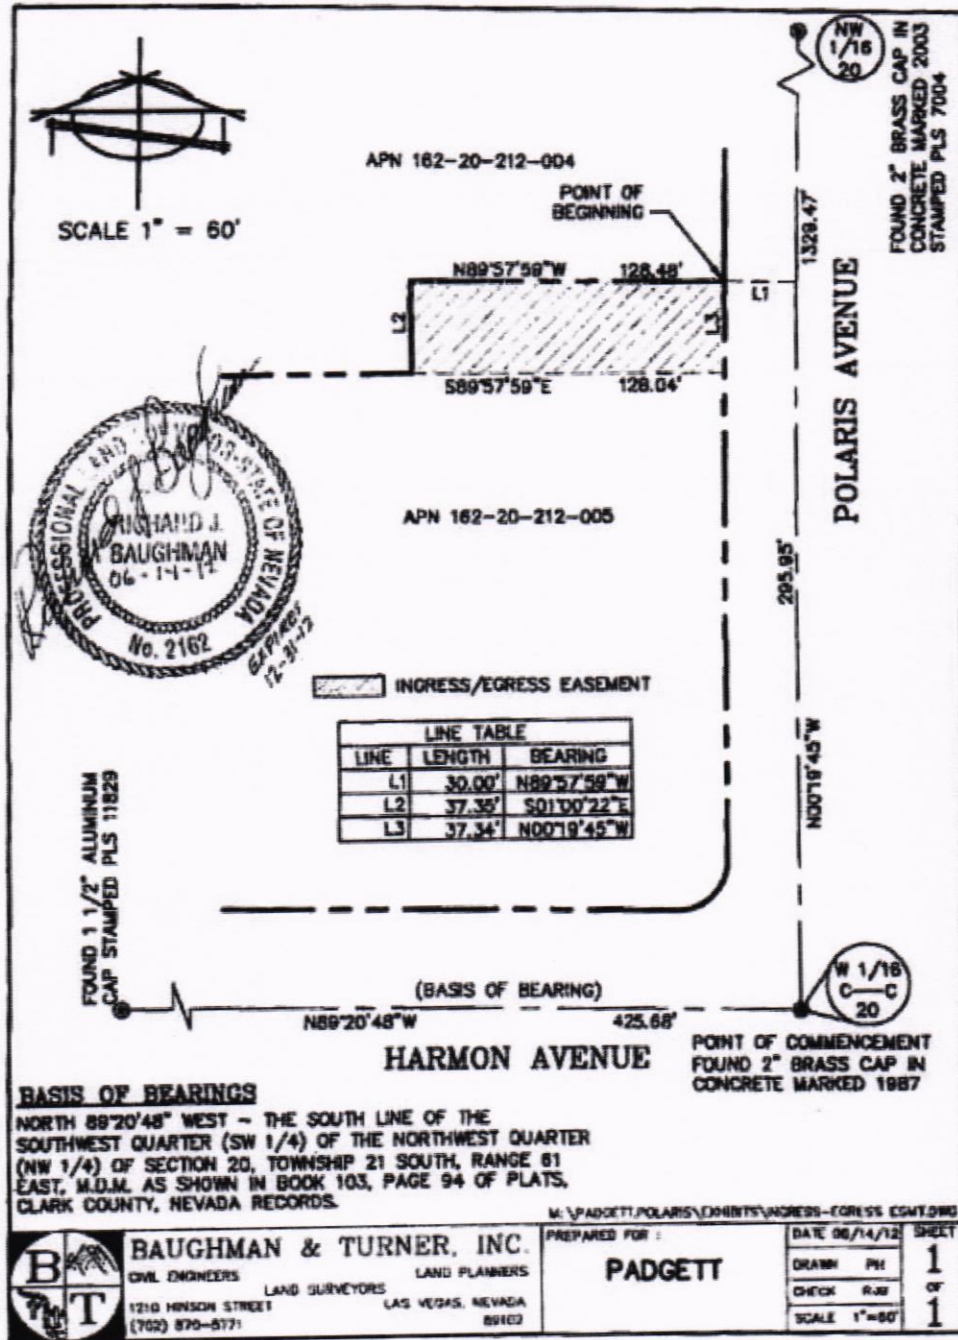 NW
1/16
20
FOUND 2" BRASS CAP IN
CONCRETE MARKED 2003
STAMPED PLS 7004
SCALE 1" = 60'
APN 162-20-212-004
POINT OF
BEGINNING
1329.47'
N89°57'59"W 128.48'
L1
L2
L3
S89°57'59"E 128.04'
POLARIS AVENUE
PROFESSIONAL LAND SURVEYOR-STATE OF NEVADA
RICHARD J.
BAUGHMAN
06-14-12
No. 2162
EXPIRES
12-31-12
APN 162-20-212-005
295.95'
N00°19'45"W
INGRESS/EGRESS EASEMENT
LINE TABLE
LINE LENGTH BEARING
L1 30.00' N89°57'59"W
L2 37.35' S01°00'22"E
L3 37.34' N00°19'45"W
FOUND 1 1/2" ALUMINUM
CAP STAMPED PLS 11829
W 1/16
C—C
20
(BASIS OF BEARING)
N89°20'48"W 425.68'
HARMON AVENUE
POINT OF COMMENCEMENT
FOUND 2" BRASS CAP IN
CONCRETE MARKED 1987
BASIS OF BEARINGS
NORTH 89°20'48" WEST - THE SOUTH LINE OF THE
SOUTHWEST QUARTER (SW 1/4) OF THE NORTHWEST QUARTER
(NW 1/4) OF SECTION 20, TOWNSHIP 21 SOUTH, RANGE 61
EAST, M.D.M. AS SHOWN IN BOOK 103, PAGE 94 OF PLATS,
CLARK COUNTY, NEVADA RECORDS.
M:\PADGETT.POLARIS\EXHIBITS\INGRESS-EGRESS ESMT.DWG
B
T
BAUGHMAN & TURNER, INC.
CIVIL ENGINEERS LAND PLANNERS
LAND SURVEYORS
1210 HINSON STREET LAS VEGAS, NEVADA
(702) 870-8771 89102
PREPARED FOR :
PADGETT
DATE 06/14/12
DRAWN PH
CHECK RJB
SCALE 1"=60'
SHEET
1
OF
1